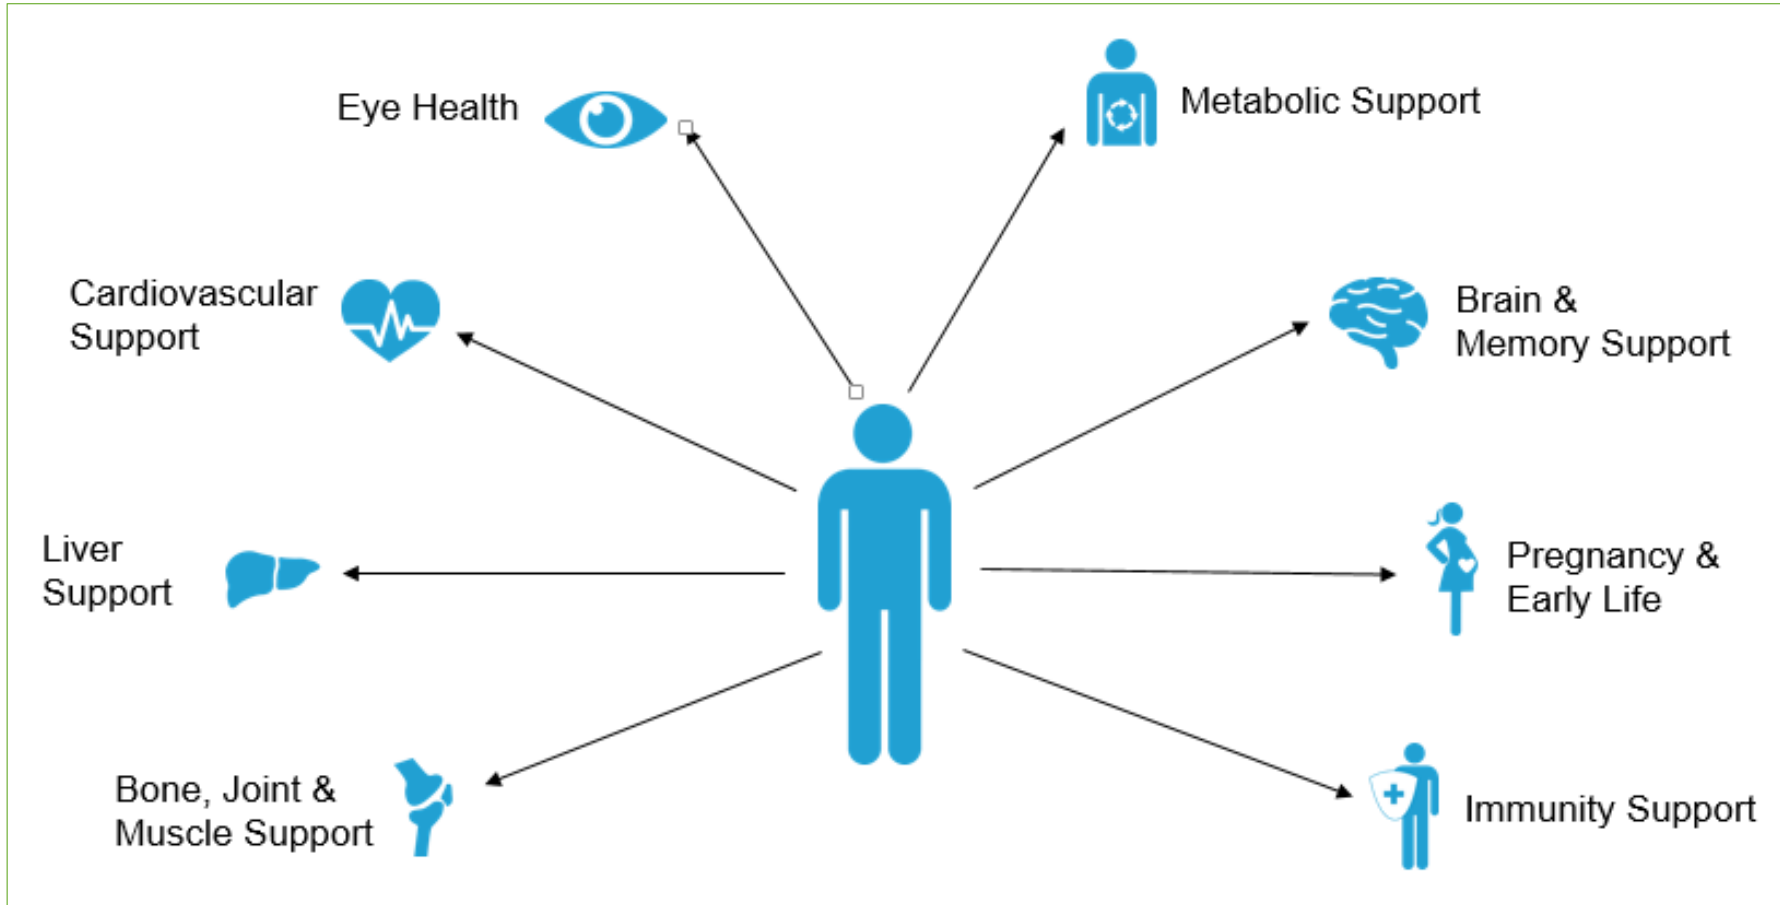 Eye Health
Metabolic Support
Cardiovascular
Support
Brain &
Memory Support
Liver
Support
Pregnancy &
Early Life
Bone, Joint &
Muscle Support
Immunity Support